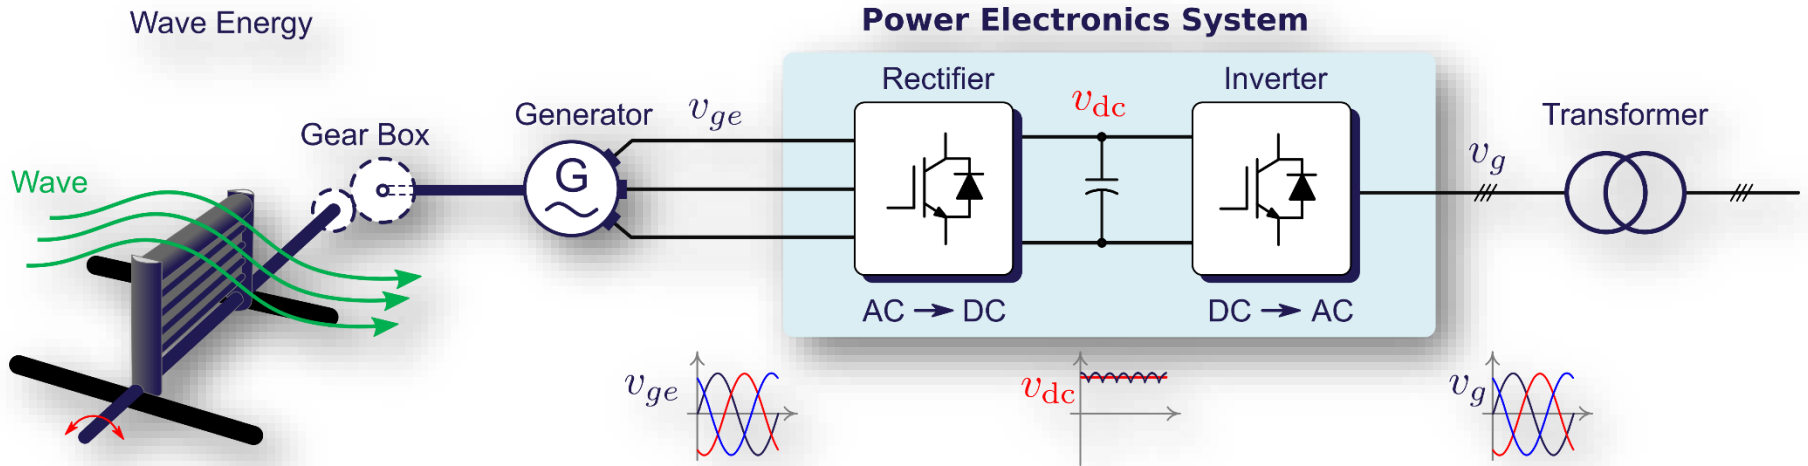 Wave Energy
Power Electronics System
Rectifier
Inverter
Generator
v_ge
v_dc
Transformer
Gear Box
v_g
Wave
G
AC → DC
DC → AC
v_ge
v_dc
v_g